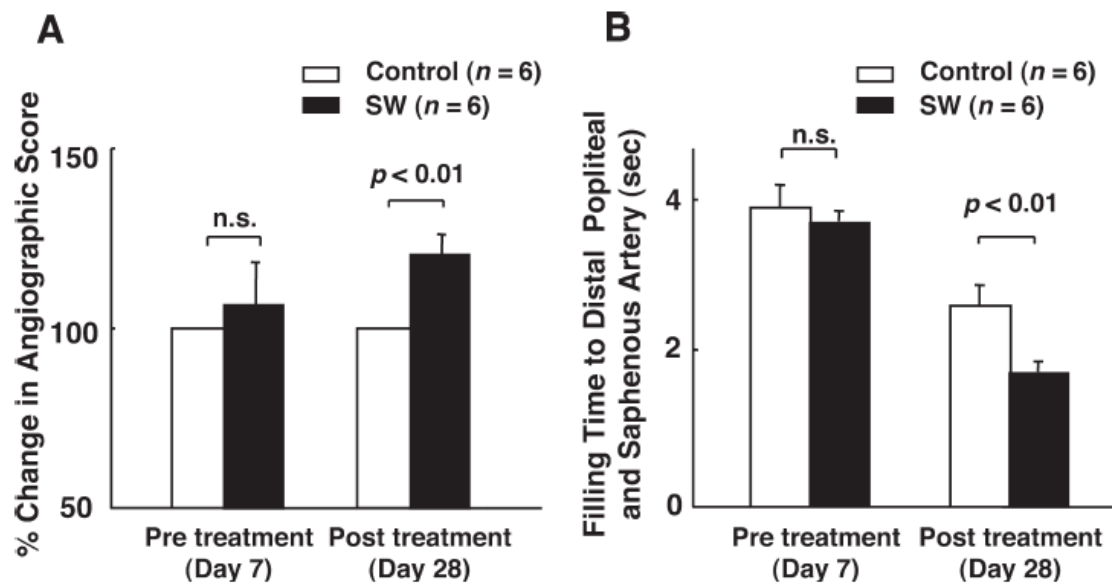 A
Control (n = 6)
SW (n = 6)
% Change in Angiographic Score
150
100
50
n.s.
p < 0.01
Pre treatment
(Day 7)
Post treatment
(Day 28)
B
Control (n = 6)
SW (n = 6)
Filling Time to Distal Popliteal
and Saphenous Artery (sec)
4
2
0
n.s.
p < 0.01
Pre treatment
(Day 7)
Post treatment
(Day 28)